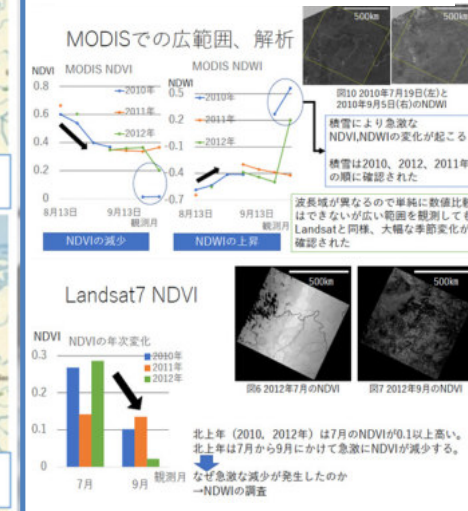 MODISでの広範囲、解析
500km
500km
図10 2010年7月19日(左)と
2010年9月5日(右)のNDWI
NDVI MODIS NDVI
0.8
0.6
0.4
0.2
0
2010年
2011年
2012年
8月13日
9月13日
観測月
NDVIの減少
MODIS NDWI
NDWI
0.5
0.2
-0.1
-0.4
-0.7
2010年
2011年
2012年
8月13日
9月13日
観測月
NDWIの上昇
積雪により急激な
NDVI,NDWIの変化が起こる
積雪は2010、2012、2011年
の順に確認された
波長域が異なるので単純に数値比較
はできないが広い範囲を観測しても
Landsatと同様、大幅な季節変化が
確認された
Landsat7 NDVI
NDVI NDVIの年次変化
0.3
0.2
0.1
0
2010年
2011年
2012年
7月
9月
観測月
500km
500km
図6 2012年7月のNDVI
図7 2012年9月のNDVI
北上年（2010, 2012年）は7月のNDVIが0.1以上高い。
北上年は7月から9月にかけて急激にNDVIが減少する。
なぜ急激な減少が発生したのか
→NDWIの調査